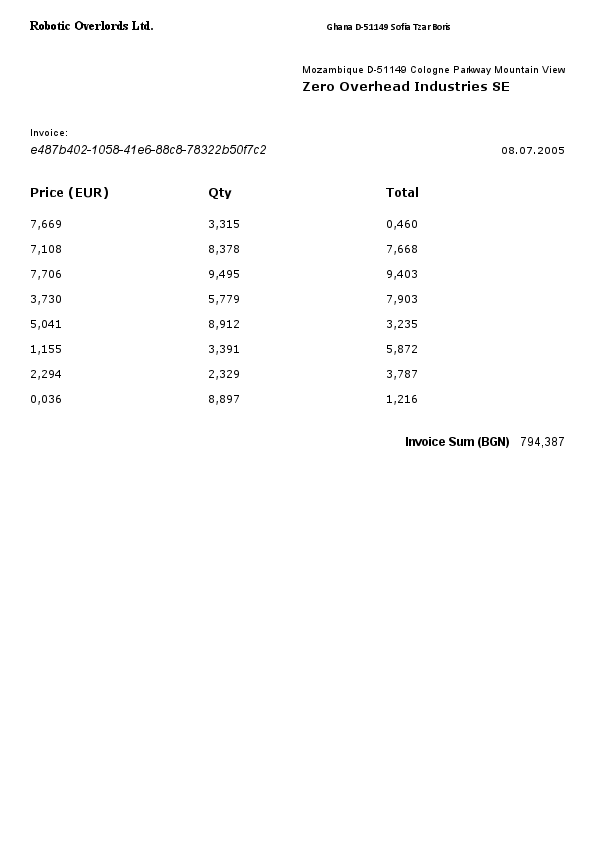 Robotic Overlords Ltd. Ghana D-51149 Sofia Tzar Boris
Mozambique D-51149 Cologne Parkway Mountain View
Zero Overhead Industries SE
Invoice:
e487b402-1058-41e6-88c8-78322b50f7c2 08.07.2005
Price (EUR) Qty Total
7,669 3,315 0,460
7,108 8,378 7,668
7,706 9,495 9,403
3,730 5,779 7,903
5,041 8,912 3,235
1,155 3,391 5,872
2,294 2,329 3,787
0,036 8,897 1,216
Invoice Sum (BGN) 794,387